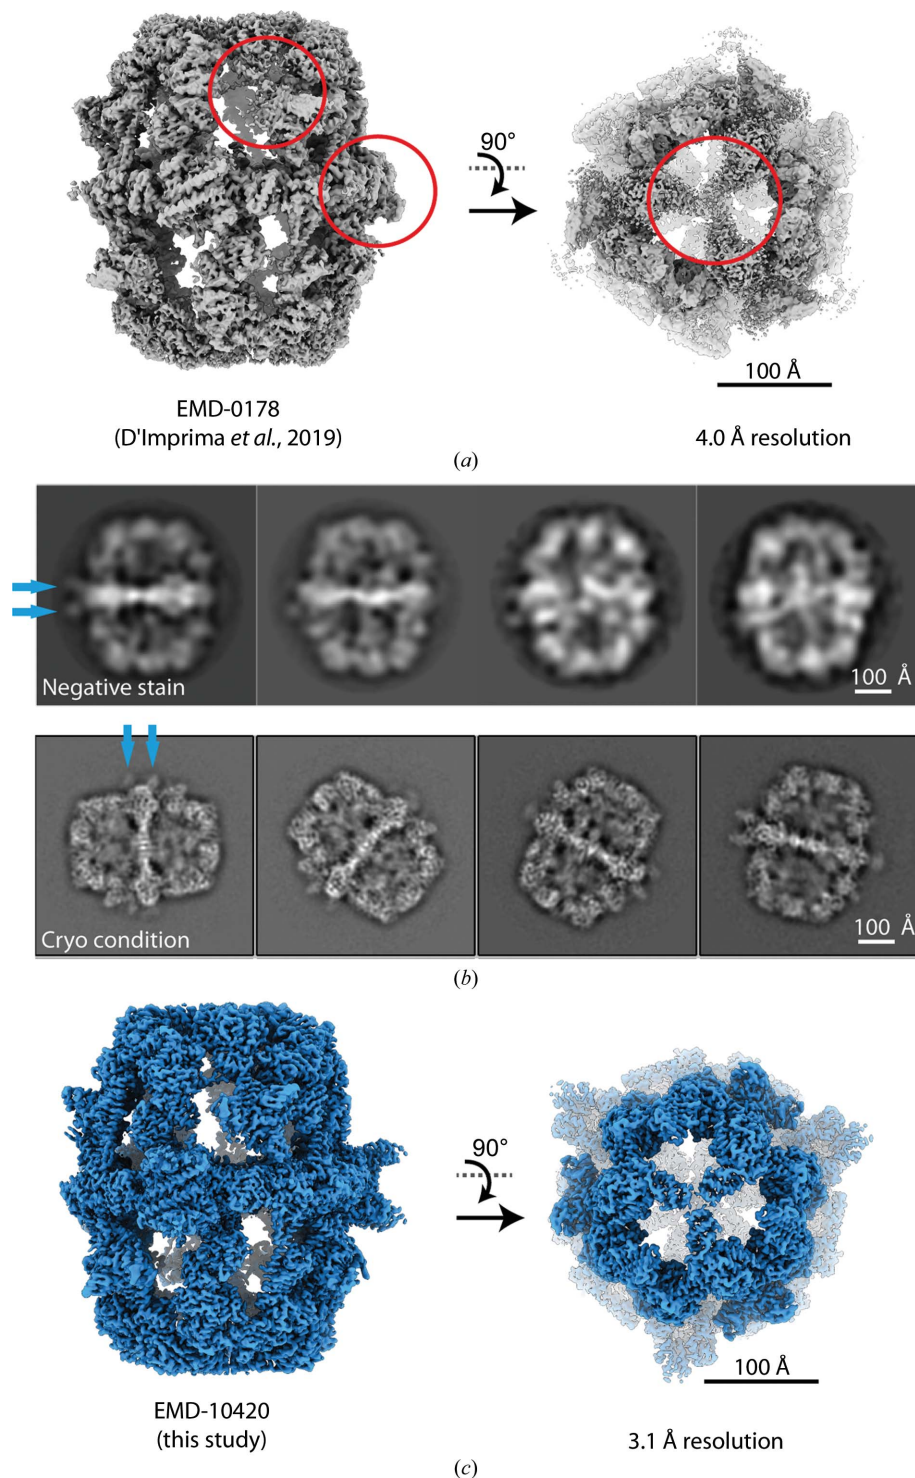 90°
100 Å
EMD-0178
(D'Imprima et al., 2019)
4.0 Å resolution
(a)
Negative stain
100 Å
Cryo condition
100 Å
(b)
90°
100 Å
EMD-10420
(this study)
3.1 Å resolution
(c)